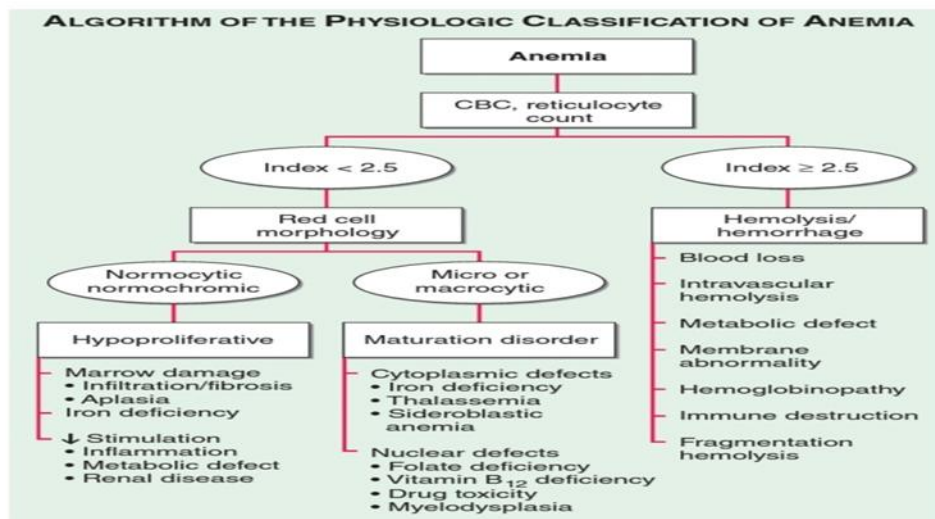 ALGORITHM OF THE PHYSIOLOGIC CLASSIFICATION OF ANEMIA
Anemia
CBC, reticulocyte
count
Index < 2.5
Index ≥ 2.5
Red cell
morphology
Hemolysis/
hemorrhage
Normocytic
normochromic
Micro or
macrocytic
Hypoproliferative
Maturation disorder
Marrow damage
• Infiltration/fibrosis
• Aplasia
Iron deficiency
↓ Stimulation
• Inflammation
• Metabolic defect
• Renal disease
Cytoplasmic defects
• Iron deficiency
• Thalassemia
• Sideroblastic
anemia
Nuclear defects
• Folate deficiency
• Vitamin B₁₂ deficiency
• Drug toxicity
• Myelodysplasia
Blood loss
Intravascular
hemolysis
Metabolic defect
Membrane
abnormality
Hemoglobinopathy
Immune destruction
Fragmentation
hemolysis